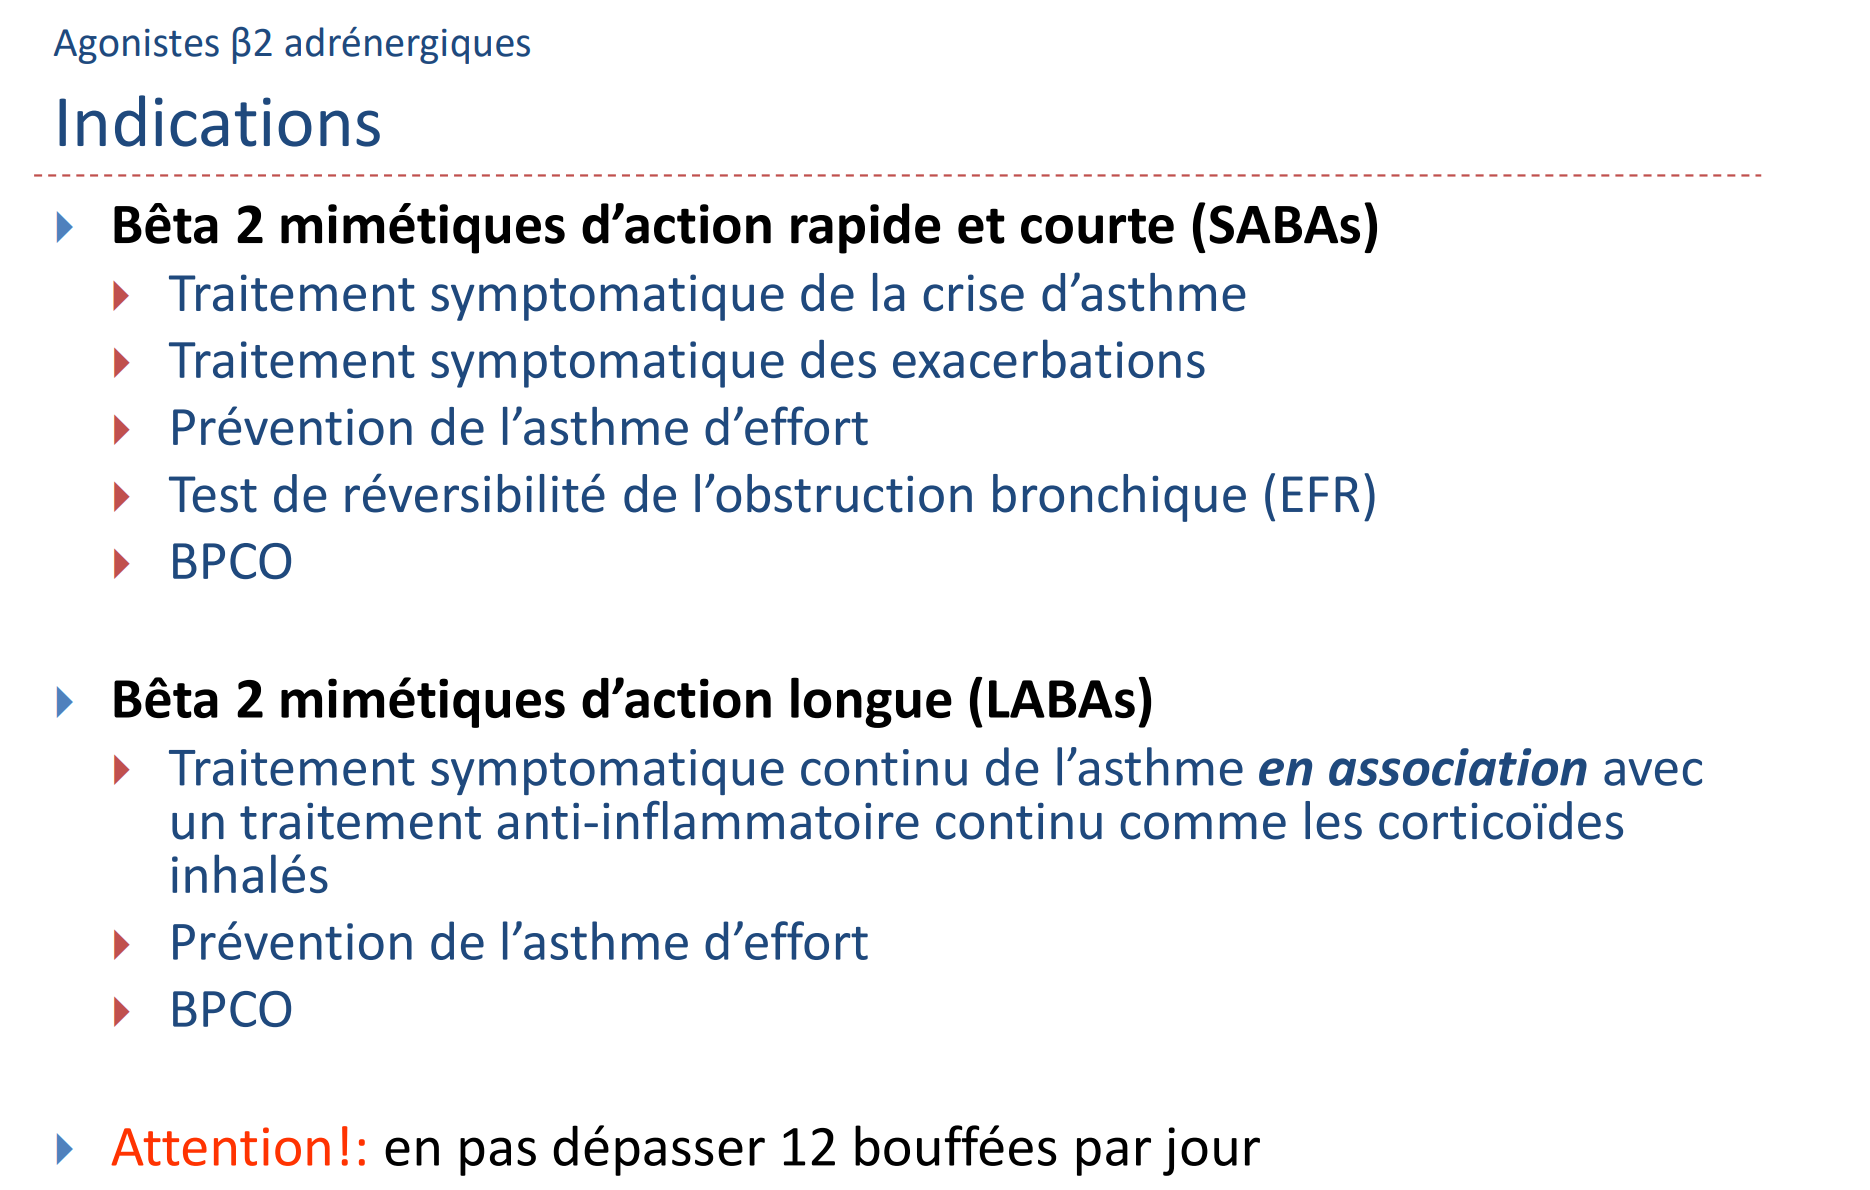 Agonistes β2 adrénergiques
Indications
Bêta 2 mimétiques d’action rapide et courte (SABAs)
Traitement symptomatique de la crise d’asthme
Traitement symptomatique des exacerbations
Prévention de l’asthme d’effort
Test de réversibilité de l’obstruction bronchique (EFR)
BPCO
Bêta 2 mimétiques d’action longue (LABAs)
Traitement symptomatique continu de l’asthme en association avec
un traitement anti-inflammatoire continu comme les corticoïdes
inhalés
Prévention de l’asthme d’effort
BPCO
Attention!: en pas dépasser 12 bouffées par jour